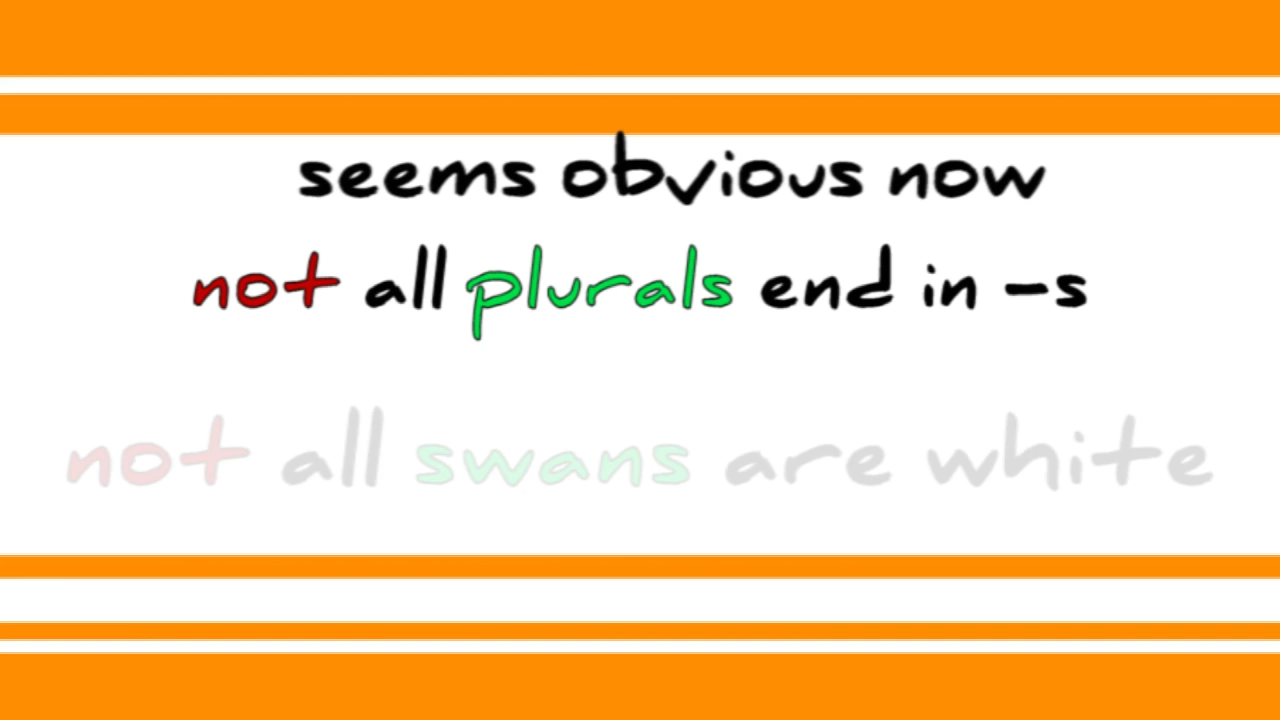 seems obvious now
not all plurals end in -s
not all swans are white